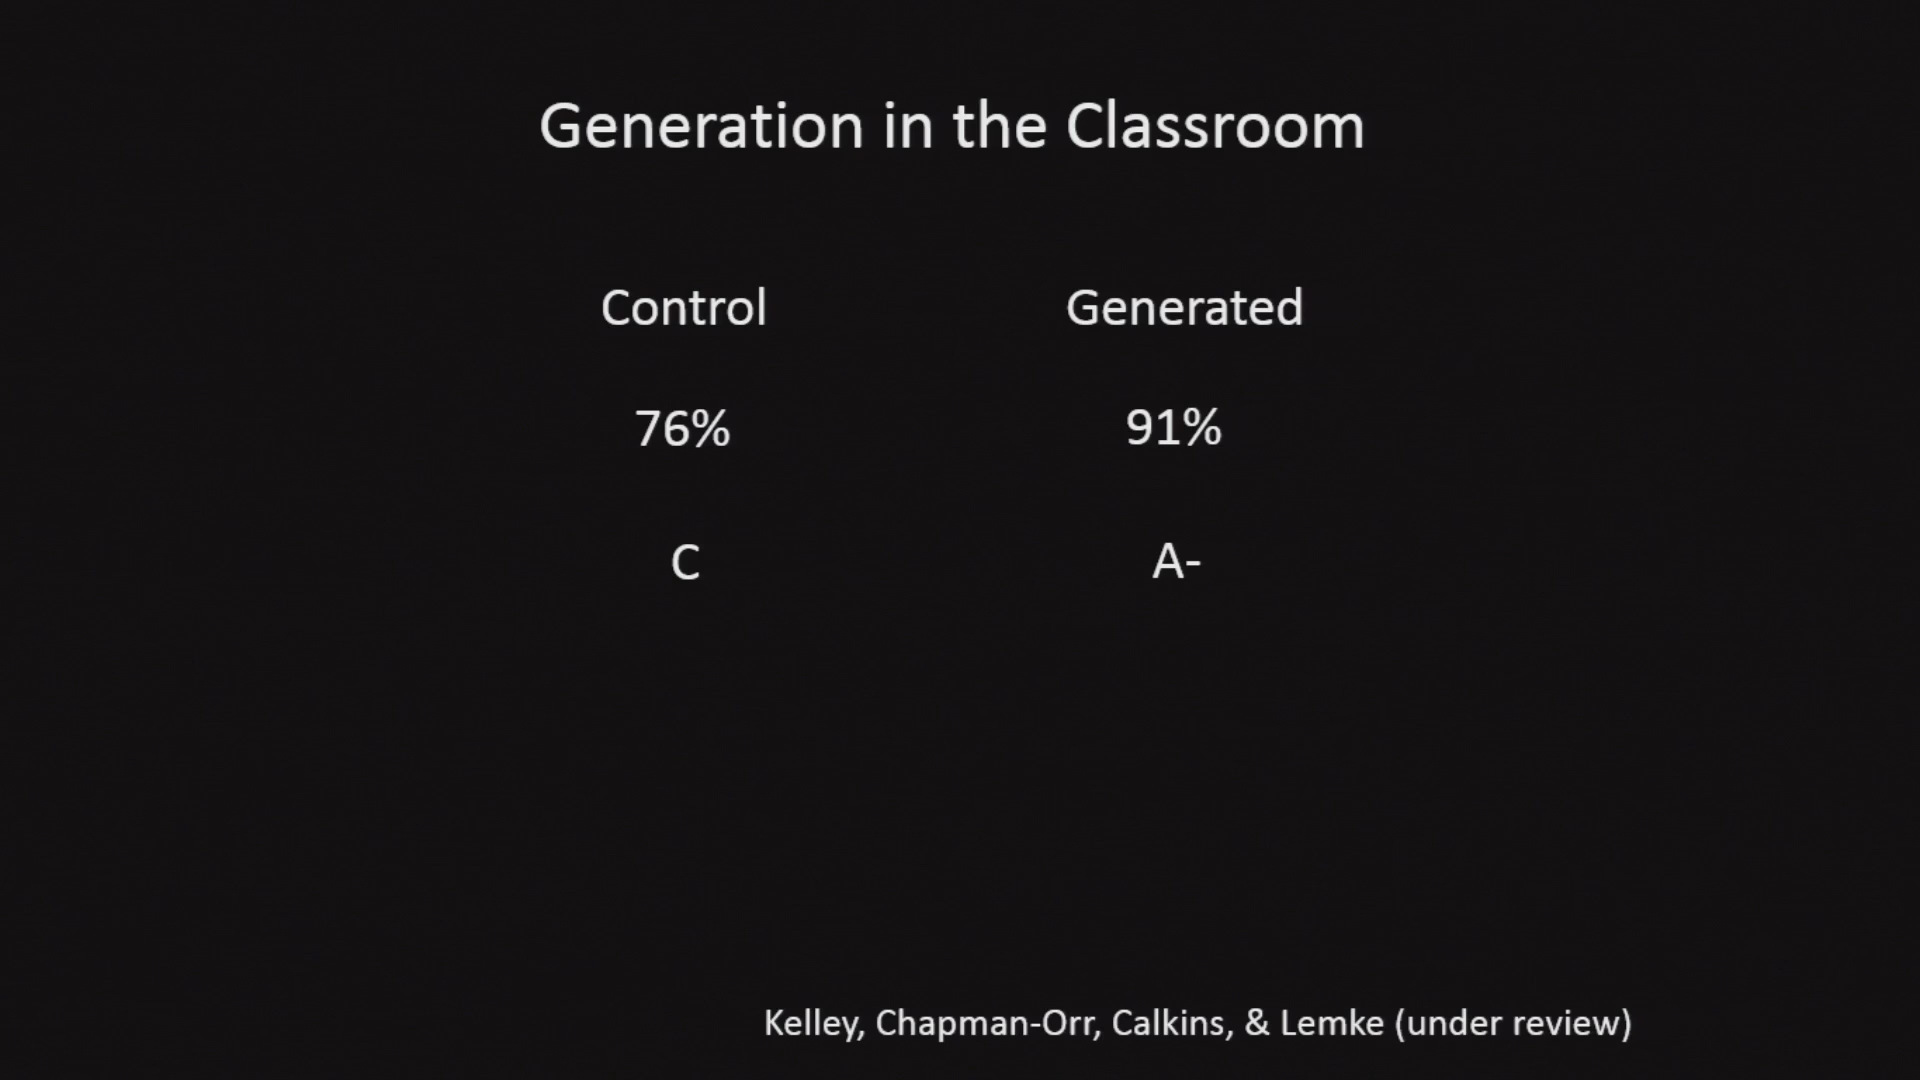 Generation in the Classroom
Control Generated
76% 91%
C A-
Kelley, Chapman-Orr, Calkins, & Lemke (under review)